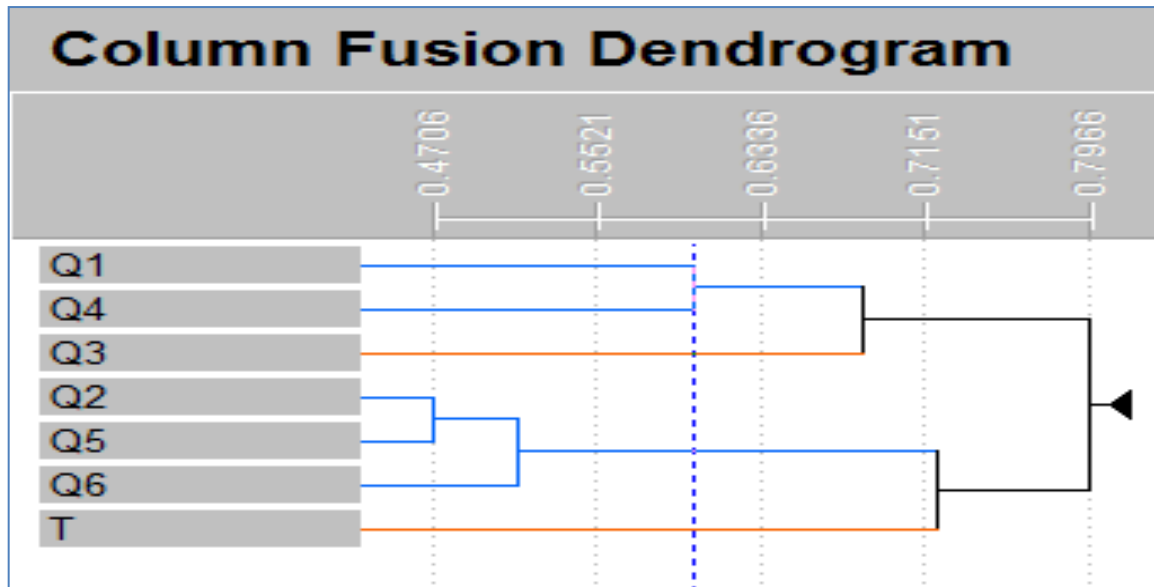 Column Fusion Dendrogram
0.4706
0.5521
0.6336
0.7151
0.7966
Q1
Q4
Q3
Q2
Q5
Q6
T